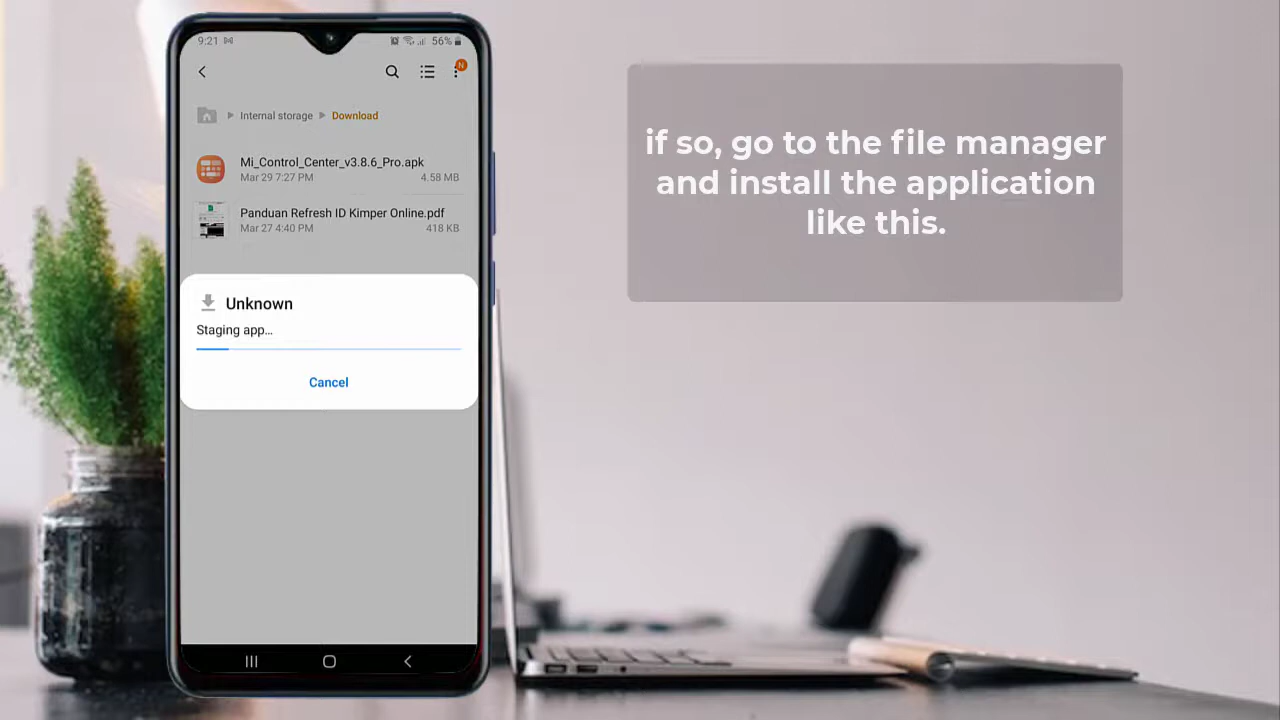 9:21
56%
N
Internal storage
Download
Mi_Control_Center_v3.8.6_Pro.apk
Mar 29 7:27 PM
4.58 MB
Panduan Refresh ID Kimper Online.pdf
Mar 27 4:40 PM
418 KB
Unknown
Staging app...
Cancel
if so, go to the file manager
and install the application
like this.